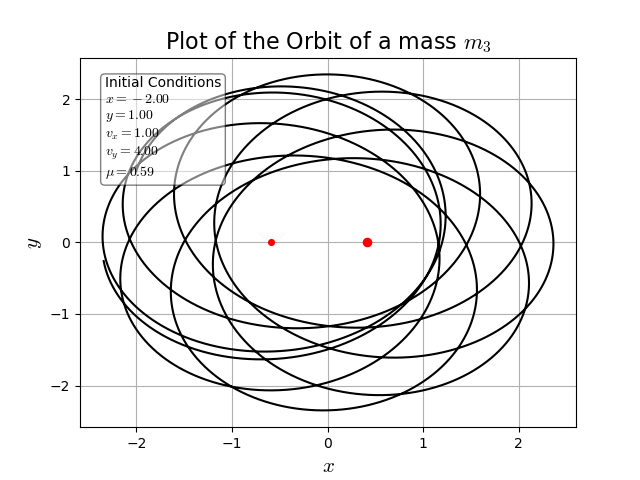 Plot of the Orbit of a mass m₃
Initial Conditions
x = −2.00
y = 1.00
vₓ = 1.00
v_y = 4.00
μ = 0.59
2
1
0
−1
−2
y
−2 −1 0 1 2
x